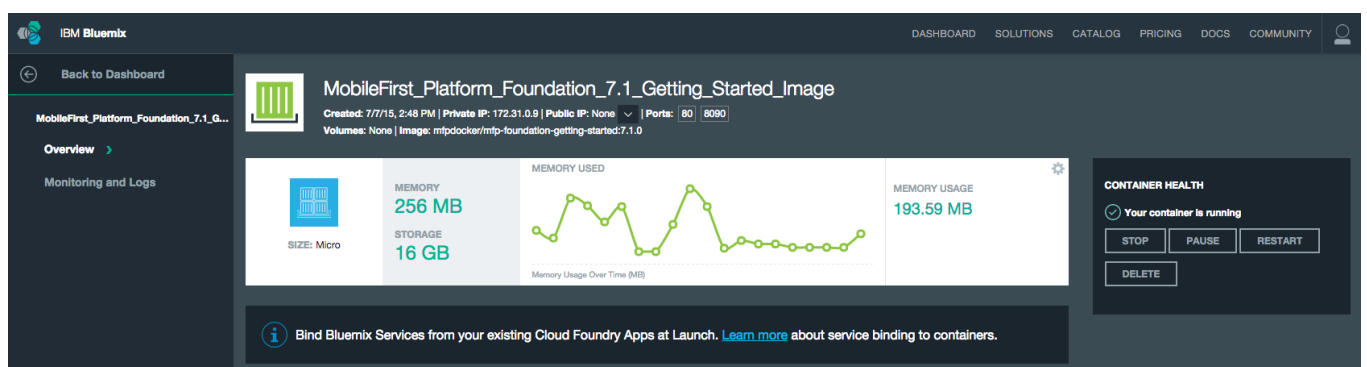 IBM Bluemix
DASHBOARD SOLUTIONS CATALOG PRICING DOCS COMMUNITY
Back to Dashboard
MobileFirst_Platform_Foundation_7.1_G...
Overview
Monitoring and Logs
MobileFirst_Platform_Foundation_7.1_Getting_Started_Image
Created: 7/7/15, 2:48 PM | Private IP: 172.31.0.9 | Public IP: None | Ports: 80 8090
Volumes: None | Image: mfpdocker/mfp-foundation-getting-started:7.1.0
SIZE: Micro
MEMORY
256 MB
STORAGE
16 GB
MEMORY USED
Memory Usage Over Time (MB)
MEMORY USAGE
193.59 MB
CONTAINER HEALTH
Your container is running
STOP PAUSE RESTART
DELETE
Bind Bluemix Services from your existing Cloud Foundry Apps at Launch. Learn more about service binding to containers.